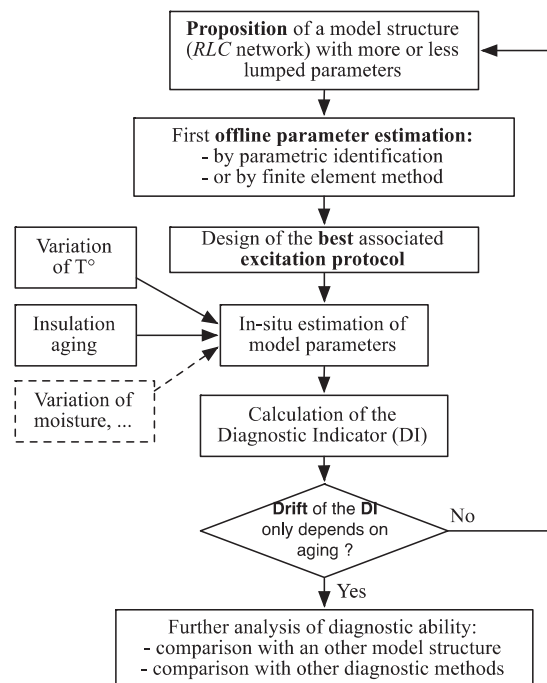 Proposition of a model structure
(RLC network) with more or less
lumped parameters
First offline parameter estimation:
- by parametric identification
- or by finite element method
Design of the best associated
excitation protocol
Variation
of T°
Insulation
aging
Variation of
moisture, ...
In-situ estimation of
model parameters
Calculation of the
Diagnostic Indicator (DI)
Drift of the DI
only depends on
aging ?
No
Yes
Further analysis of diagnostic ability:
- comparison with an other model structure
- comparison with other diagnostic methods